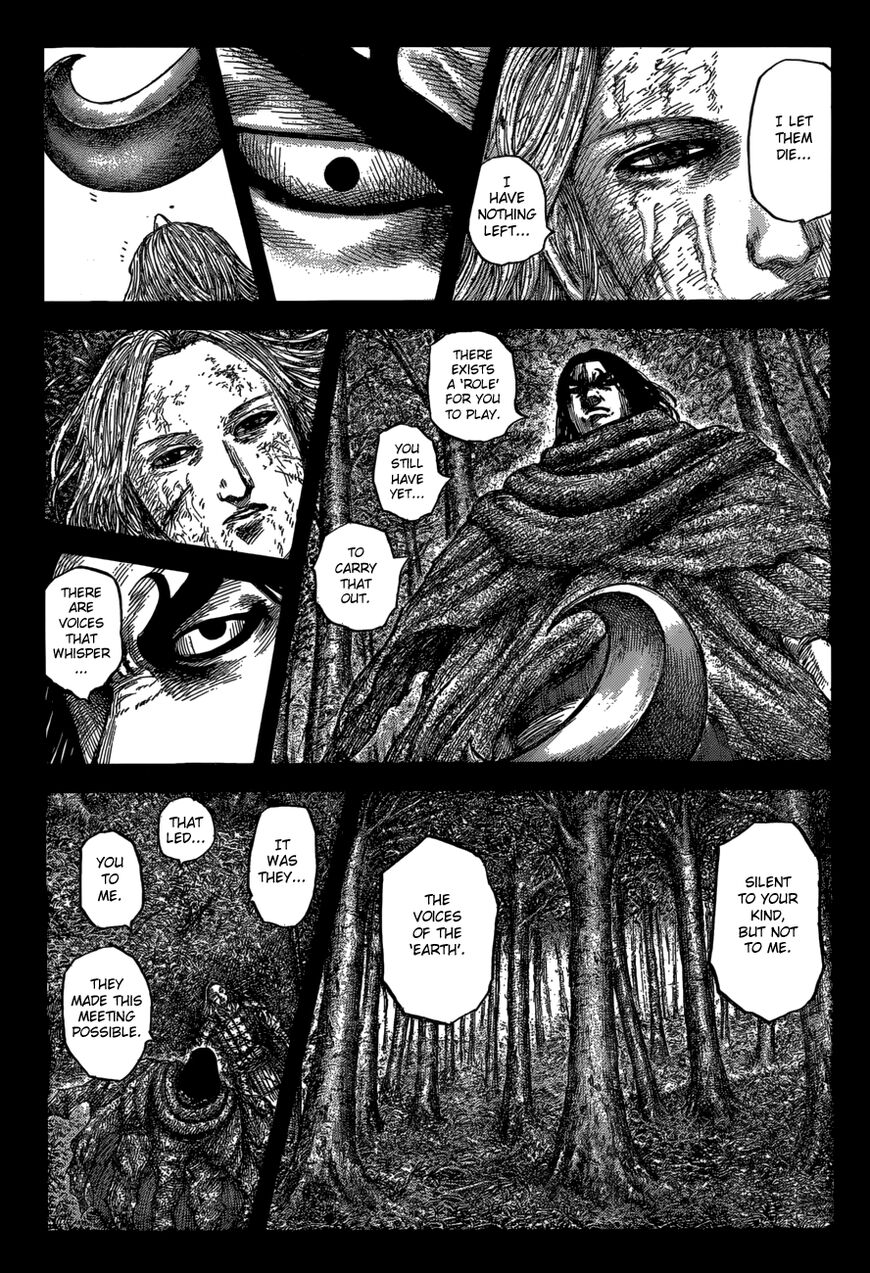 I LET
THEM
DIE...
I
HAVE
NOTHING
LEFT...
THERE
EXISTS
A 'ROLE'
FOR YOU
TO PLAY.
YOU
STILL
HAVE
YET...
TO
CARRY
THAT
OUT.
THERE
ARE
VOICES
THAT
WHISPER
...
SILENT
TO YOUR
KIND,
BUT NOT
TO ME.
THE
VOICES
OF THE
'EARTH'.
IT
WAS
THEY...
THAT
LED...
YOU
TO
ME.
THEY
MADE THIS
MEETING
POSSIBLE.